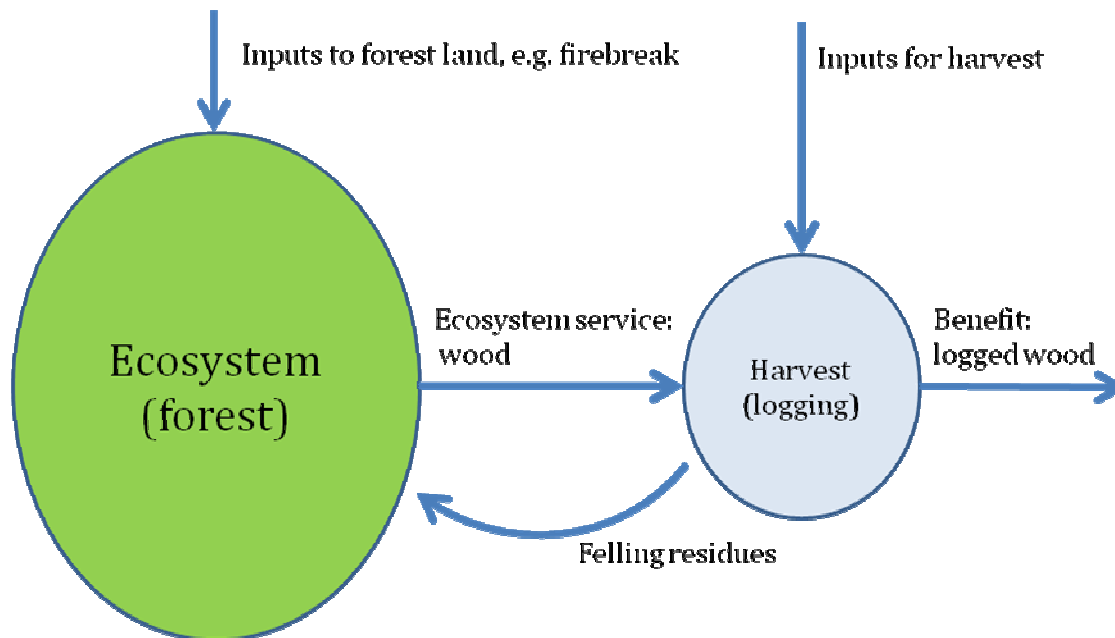 Inputs to forest land, e.g. firebreak
Inputs for harvest
Ecosystem
(forest)
Ecosystem service:
wood
Harvest
(logging)
Benefit:
logged wood
Felling residues